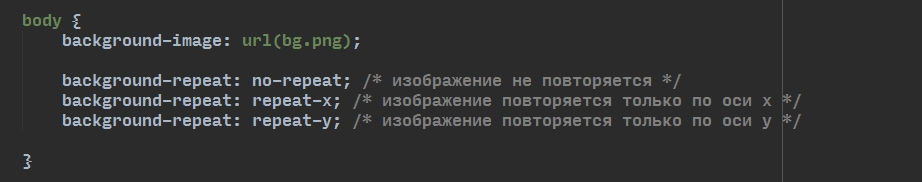 body {
background-image: url(bg.png);
background-repeat: no-repeat; /* изображение не повторяется */
background-repeat: repeat-x; /* изображение повторяется только по оси x */
background-repeat: repeat-y; /* изображение повторяется только по оси y */
}